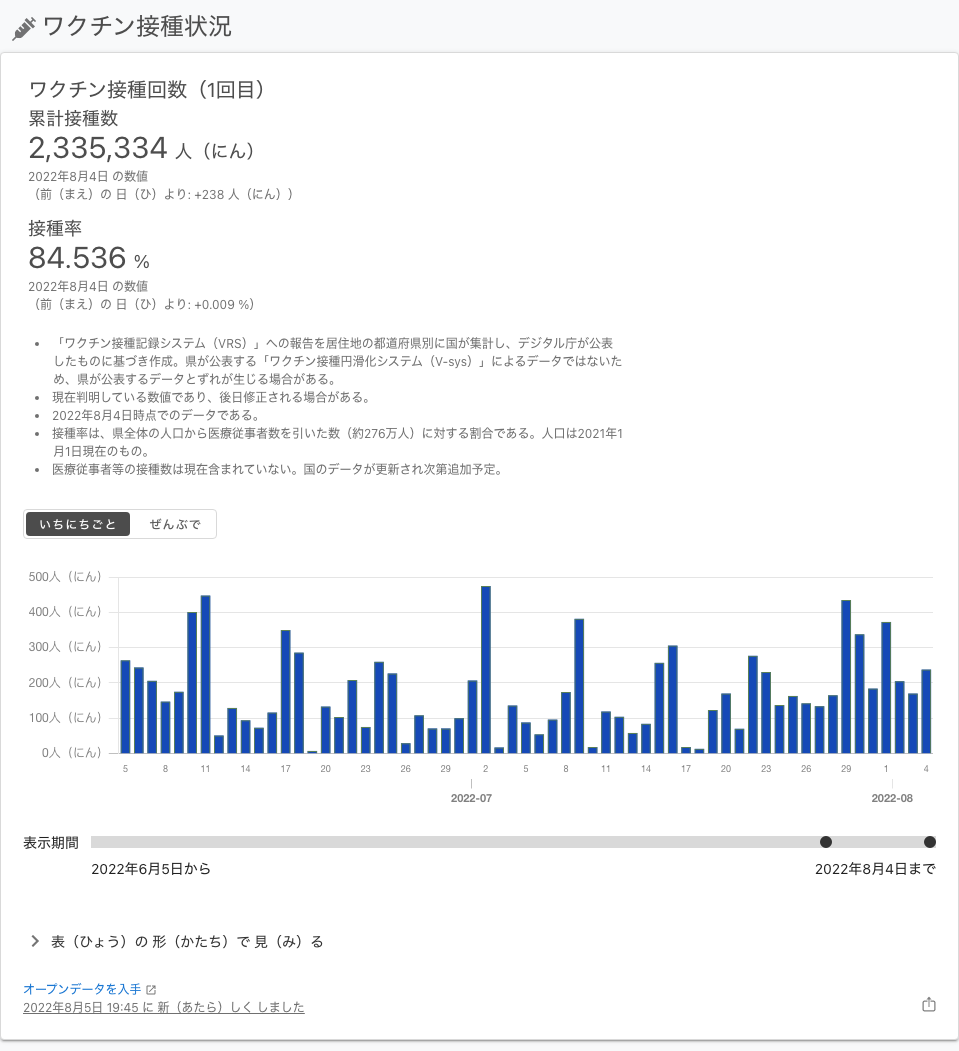 ワクチン接種状況
ワクチン接種回数（1回目）
累計接種数
2,335,334 人（にん）
2022年8月4日 の数値
（前（まえ）の 日（ひ）より: +238 人（にん））
接種率
84.536 %
2022年8月4日 の数値
（前（まえ）の 日（ひ）より: +0.009 %）
• 「ワクチン接種記録システム（VRS）」への報告を居住地の都道府県別に国が集計し、デジタル庁が公表
したものに基づき作成。県が公表する「ワクチン接種円滑化システム（V-sys）」によるデータではないた
め、県が公表するデータとずれが生じる場合がある。
• 現在判明している数値であり、後日修正される場合がある。
• 2022年8月4日時点でのデータである。
• 接種率は、県全体の人口から医療従事者数を引いた数（約276万人）に対する割合である。人口は2021年1
月1日現在のもの。
• 医療従事者等の接種数は現在含まれていない。国のデータが更新され次第追加予定。
いちにちごと ぜんぶで
500人（にん）
400人（にん）
300人（にん）
200人（にん）
100人（にん）
0人（にん）
5 8 11 14 17 20 23 26 29 2 5 8 11 14 17 20 23 26 29 1 4
2022-07 2022-08
表示期間
2022年6月5日から 2022年8月4日まで
表（ひょう）の 形（かたち）で 見（み）る
オープンデータを入手
2022年8月5日 19:45 に 新（あたら）しく しました